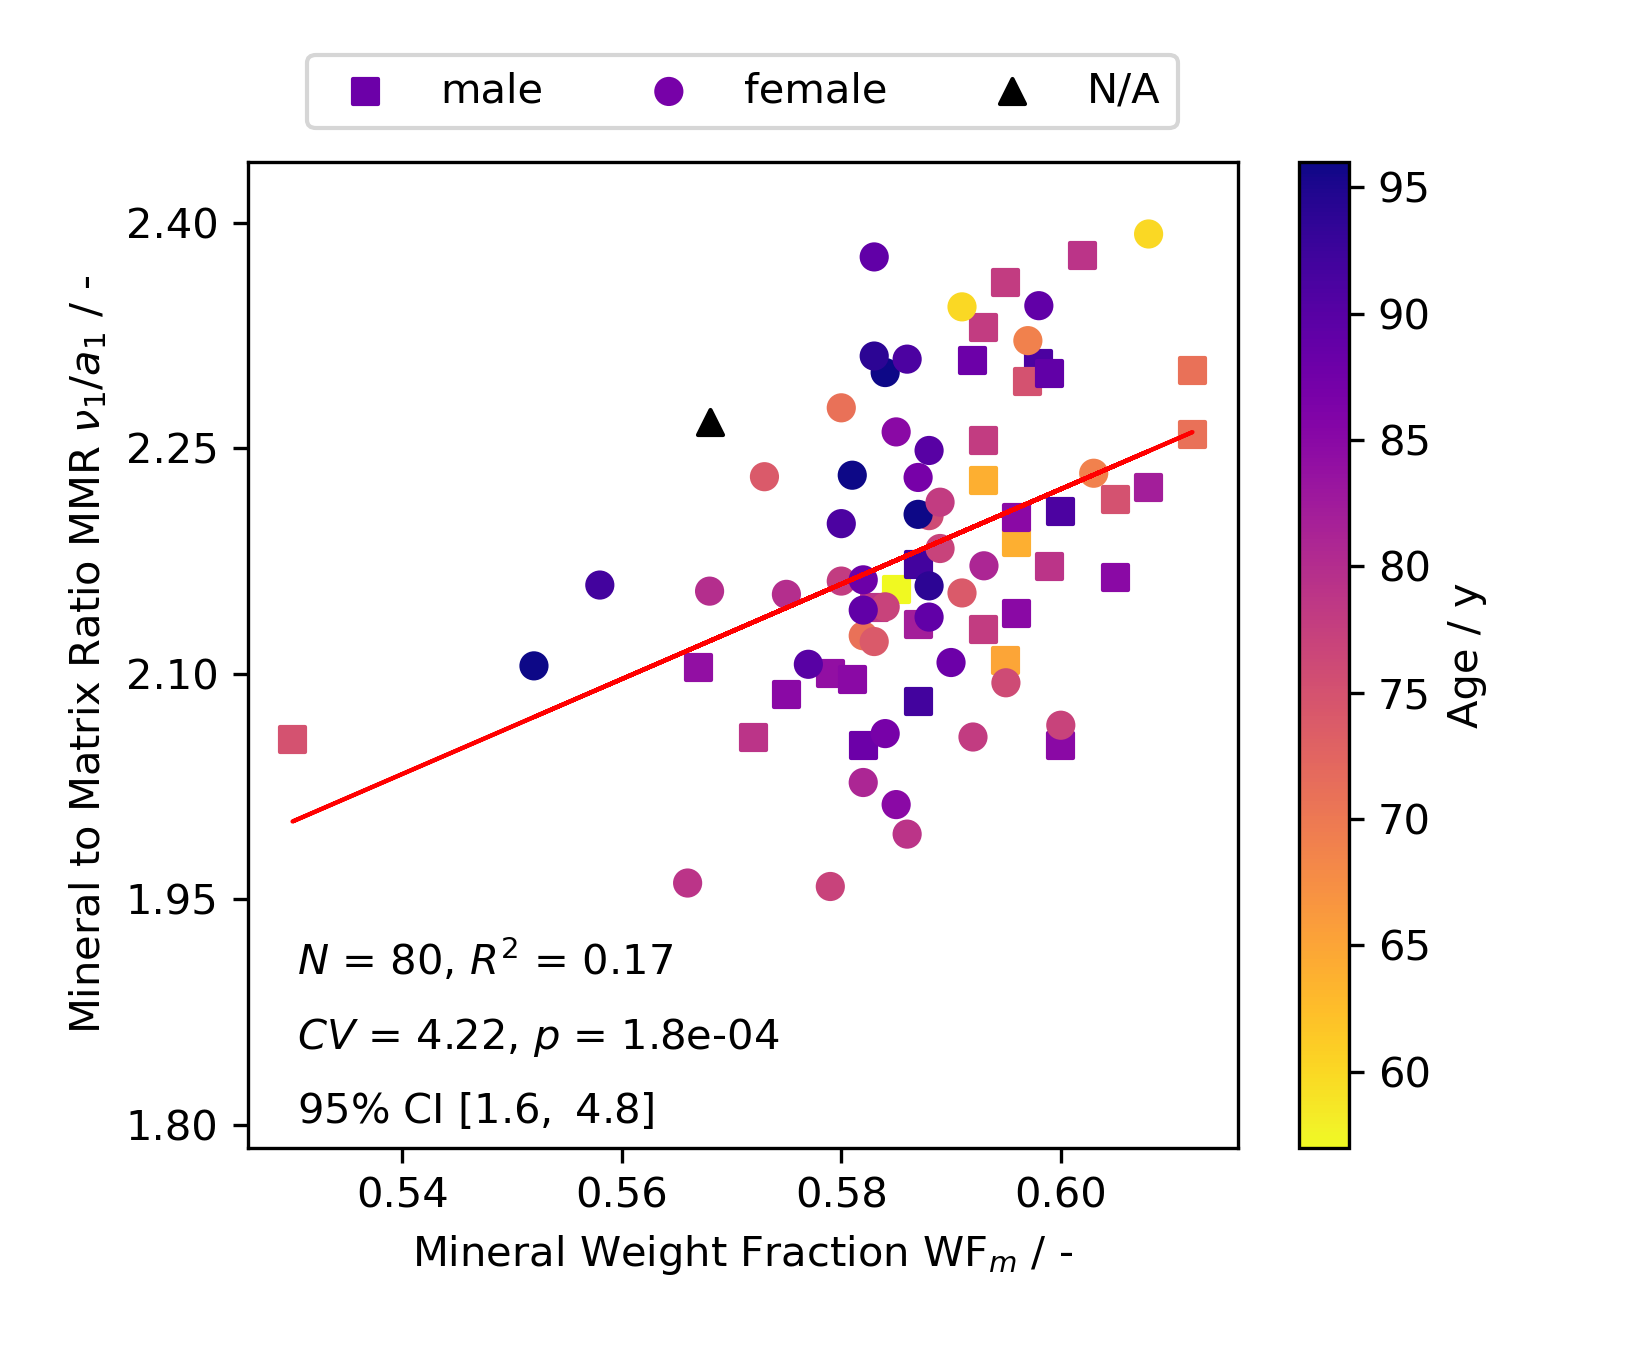 male female N/A
Mineral to Matrix Ratio MMR ν₁/a₁ / -
2.40
2.25
2.10
1.95
1.80
N = 80, R² = 0.17
CV = 4.22, p = 1.8e-04
95% CI [1.6, 4.8]
0.54 0.56 0.58 0.60
Mineral Weight Fraction WFₘ / -
95
90
85
80
75
70
65
60
Age / y